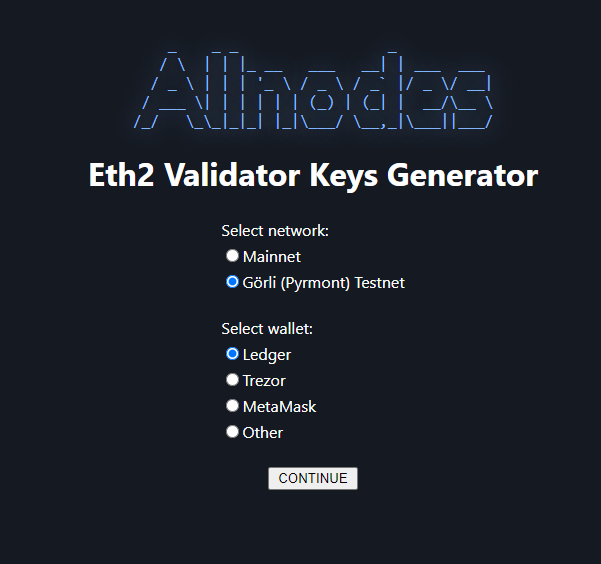 Allnodes
Eth2 Validator Keys Generator
Select network:
Mainnet
Görli (Pyrmont) Testnet
Select wallet:
Ledger
Trezor
MetaMask
Other
CONTINUE